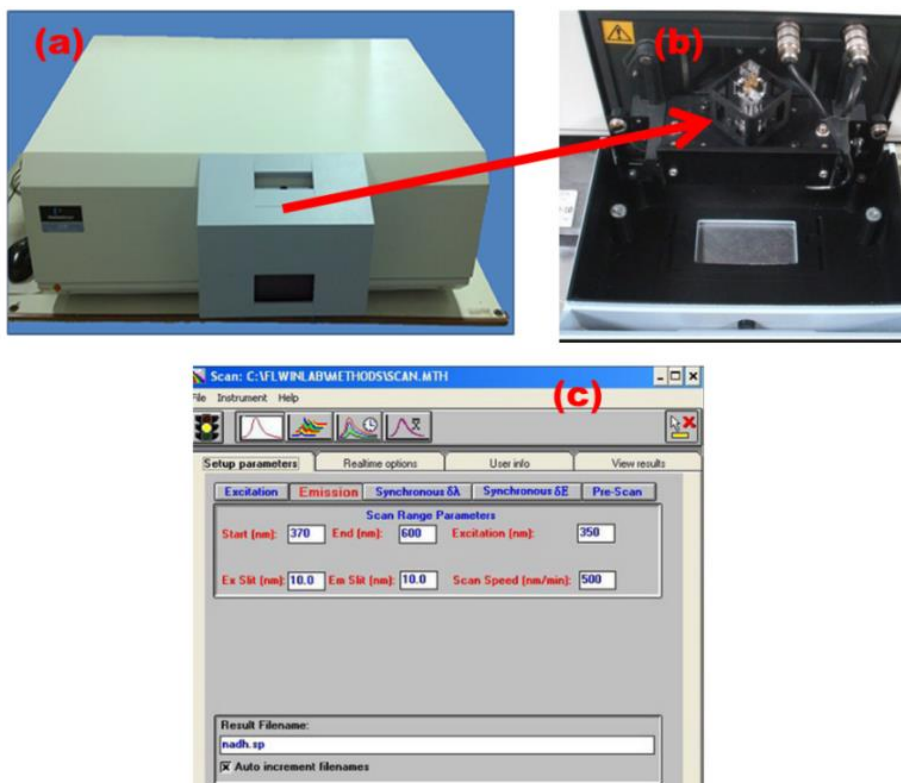 (a)
(b)
Scan: C:\FLWINLAB\METHODS\SCAN.MTH
(c)
File Instrument Help
Setup parameters Realtime options User info View results
Excitation Emission Synchronous δλ Synchronous δE Pre-Scan
Scan Range Parameters
Start (nm): 370 End (nm): 600 Excitation (nm): 350
Ex Slit (nm): 10.0 Em Slit (nm): 10.0 Scan Speed (nm/min): 500
Result Filename:
nadh.sp
Auto increment filenames